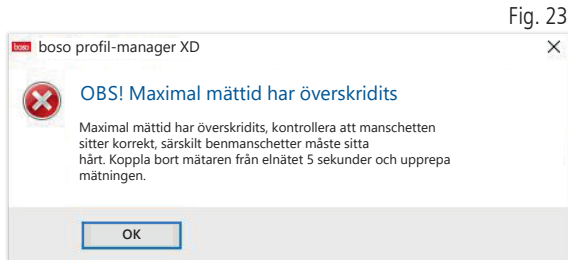 Fig. 23
boso boso profil-manager XD
OBS! Maximal mättid har överskridits
Maximal mättid har överskridits, kontrollera att manschetten
sitter korrekt, särskilt benmanschetter måste sitta
hårt. Koppla bort mätaren från elnätet 5 sekunder och upprepa
mätningen.
OK